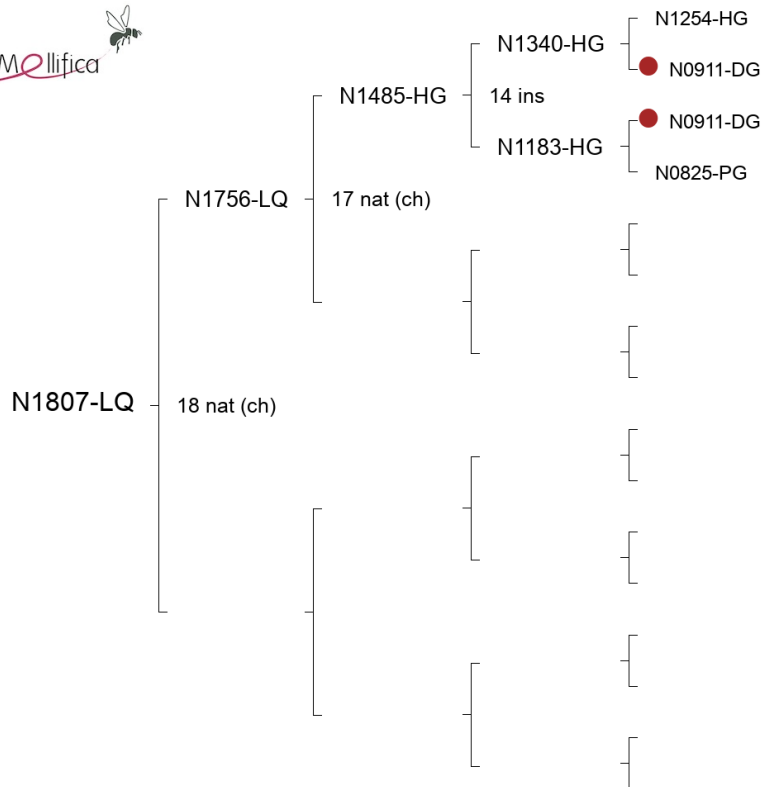 Mellifica
N1254-HG
N1340-HG
N0911-DG
N1485-HG
14 ins
N0911-DG
N1183-HG
N0825-PG
N1756-LQ
17 nat (ch)
N1807-LQ
18 nat (ch)